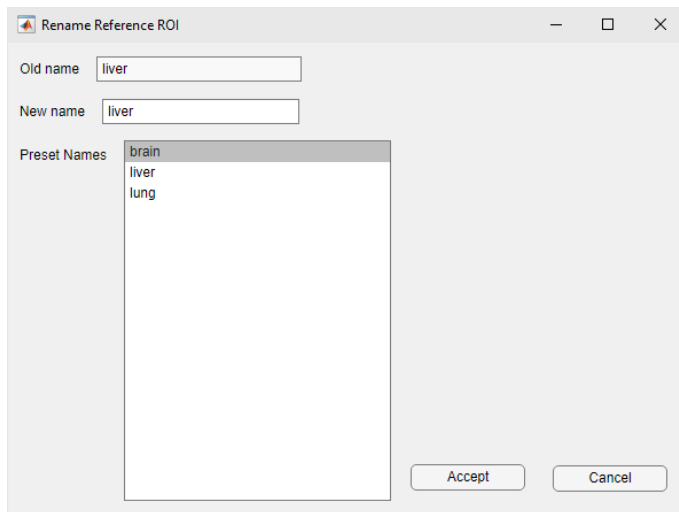 Rename Reference ROI
Old name liver
New name liver
Preset Names
brain
liver
lung
Accept Cancel